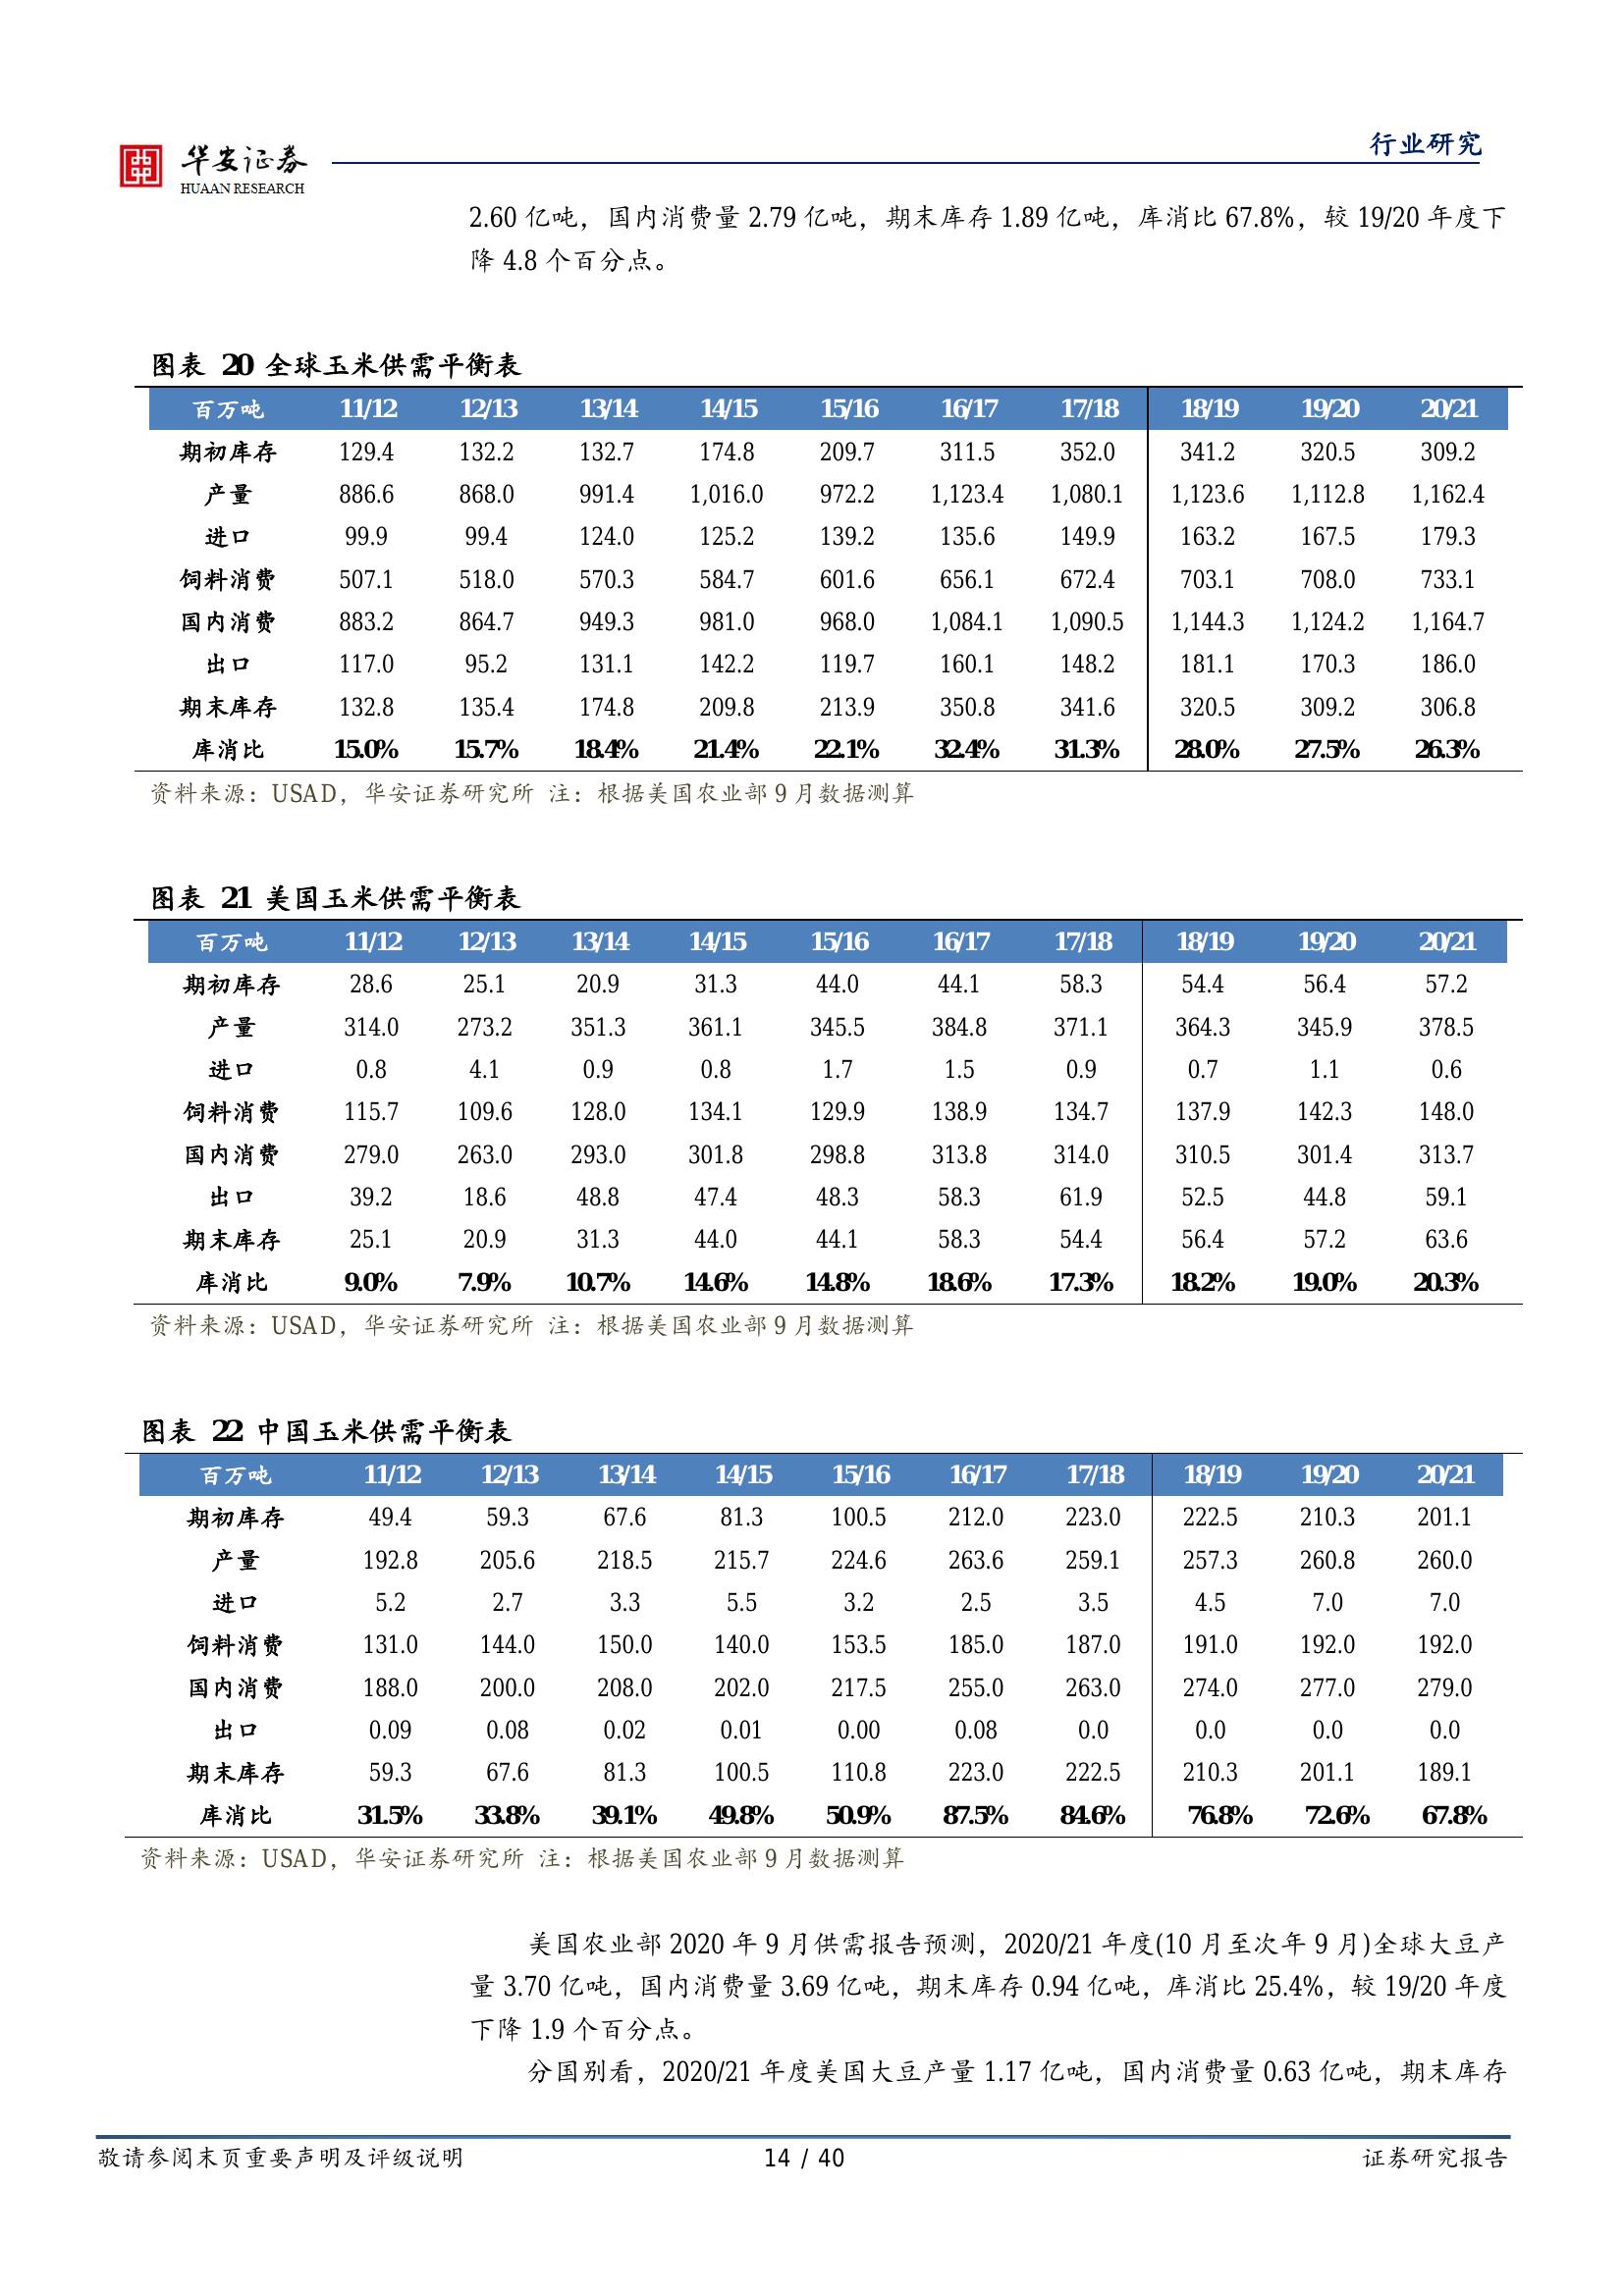 华安证券
HUAAN RESEARCH
行业研究
2.60 亿吨，国内消费量 2.79 亿吨，期末库存 1.89 亿吨，库消比 67.8%，较 19/20 年度下
降 4.8 个百分点。
图表 20 全球玉米供需平衡表
百万吨 11/12 12/13 13/14 14/15 15/16 16/17 17/18 18/19 19/20 20/21
期初库存 129.4 132.2 132.7 174.8 209.7 311.5 352.0 341.2 320.5 309.2
产量 886.6 868.0 991.4 1,016.0 972.2 1,123.4 1,080.1 1,123.6 1,112.8 1,162.4
进口 99.9 99.4 124.0 125.2 139.2 135.6 149.9 163.2 167.5 179.3
饲料消费 507.1 518.0 570.3 584.7 601.6 656.1 672.4 703.1 708.0 733.1
国内消费 883.2 864.7 949.3 981.0 968.0 1,084.1 1,090.5 1,144.3 1,124.2 1,164.7
出口 117.0 95.2 131.1 142.2 119.7 160.1 148.2 181.1 170.3 186.0
期末库存 132.8 135.4 174.8 209.8 213.9 350.8 341.6 320.5 309.2 306.8
库消比 15.0% 15.7% 18.4% 21.4% 22.1% 32.4% 31.3% 28.0% 27.5% 26.3%
资料来源：USAD，华安证券研究所 注：根据美国农业部 9 月数据测算
图表 21 美国玉米供需平衡表
百万吨 11/12 12/13 13/14 14/15 15/16 16/17 17/18 18/19 19/20 20/21
期初库存 28.6 25.1 20.9 31.3 44.0 44.1 58.3 54.4 56.4 57.2
产量 314.0 273.2 351.3 361.1 345.5 384.8 371.1 364.3 345.9 378.5
进口 0.8 4.1 0.9 0.8 1.7 1.5 0.9 0.7 1.1 0.6
饲料消费 115.7 109.6 128.0 134.1 129.9 138.9 134.7 137.9 142.3 148.0
国内消费 279.0 263.0 293.0 301.8 298.8 313.8 314.0 310.5 301.4 313.7
出口 39.2 18.6 48.8 47.4 48.3 58.3 61.9 52.5 44.8 59.1
期末库存 25.1 20.9 31.3 44.0 44.1 58.3 54.4 56.4 57.2 63.6
库消比 9.0% 7.9% 10.7% 14.6% 14.8% 18.6% 17.3% 18.2% 19.0% 20.3%
资料来源：USAD，华安证券研究所 注：根据美国农业部 9 月数据测算
图表 22 中国玉米供需平衡表
百万吨 11/12 12/13 13/14 14/15 15/16 16/17 17/18 18/19 19/20 20/21
期初库存 49.4 59.3 67.6 81.3 100.5 212.0 223.0 222.5 210.3 201.1
产量 192.8 205.6 218.5 215.7 224.6 263.6 259.1 257.3 260.8 260.0
进口 5.2 2.7 3.3 5.5 3.2 2.5 3.5 4.5 7.0 7.0
饲料消费 131.0 144.0 150.0 140.0 153.5 185.0 187.0 191.0 192.0 192.0
国内消费 188.0 200.0 208.0 202.0 217.5 255.0 263.0 274.0 277.0 279.0
出口 0.09 0.08 0.02 0.01 0.00 0.08 0.0 0.0 0.0 0.0
期末库存 59.3 67.6 81.3 100.5 110.8 223.0 222.5 210.3 201.1 189.1
库消比 31.5% 33.8% 39.1% 49.8% 50.9% 87.5% 84.6% 76.8% 72.6% 67.8%
资料来源：USAD，华安证券研究所 注：根据美国农业部 9 月数据测算
美国农业部 2020 年 9 月供需报告预测，2020/21 年度(10 月至次年 9 月)全球大豆产
量 3.70 亿吨，国内消费量 3.69 亿吨，期末库存 0.94 亿吨，库消比 25.4%，较 19/20 年度
下降 1.9 个百分点。
分国别看，2020/21 年度美国大豆产量 1.17 亿吨，国内消费量 0.63 亿吨，期末库存
敬请参阅末页重要声明及评级说明 14 / 40 证券研究报告